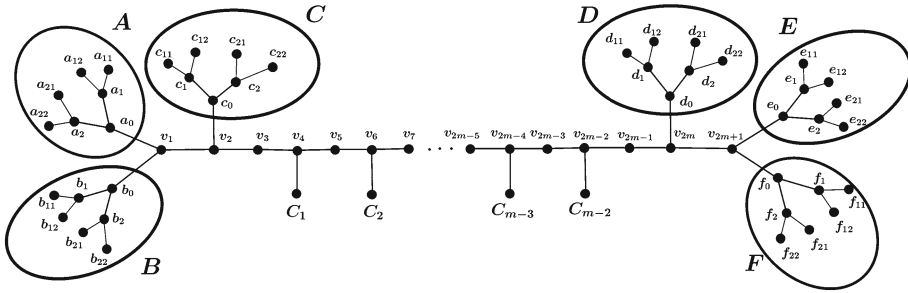 A
C
D
E
a₁₂ a₁₁
a₂₁ a₁
a₂₂ a₂ a₀
c₁₁ c₁₂ c₂₁ c₂₂
c₁ c₂
c₀
d₁₁ d₁₂ d₂₁ d₂₂
d₁ d₂
d₀
e₁₁
e₁ e₁₂
e₀ e₂₁
e₂ e₂₂
v₁ v₂ v₃ v₄ v₅ v₆ v₇ ··· v₂ₘ₋₅ v₂ₘ₋₄ v₂ₘ₋₃ v₂ₘ₋₂ v₂ₘ₋₁ v₂ₘ v₂ₘ₊₁
C₁ C₂ Cₘ₋₃ Cₘ₋₂
b₁ b₀
b₁₁ b₂
b₁₂
b₂₁
b₂₂
B
f₀ f₁
f₁₁
f₂ f₁₂
f₂₁
f₂₂
F